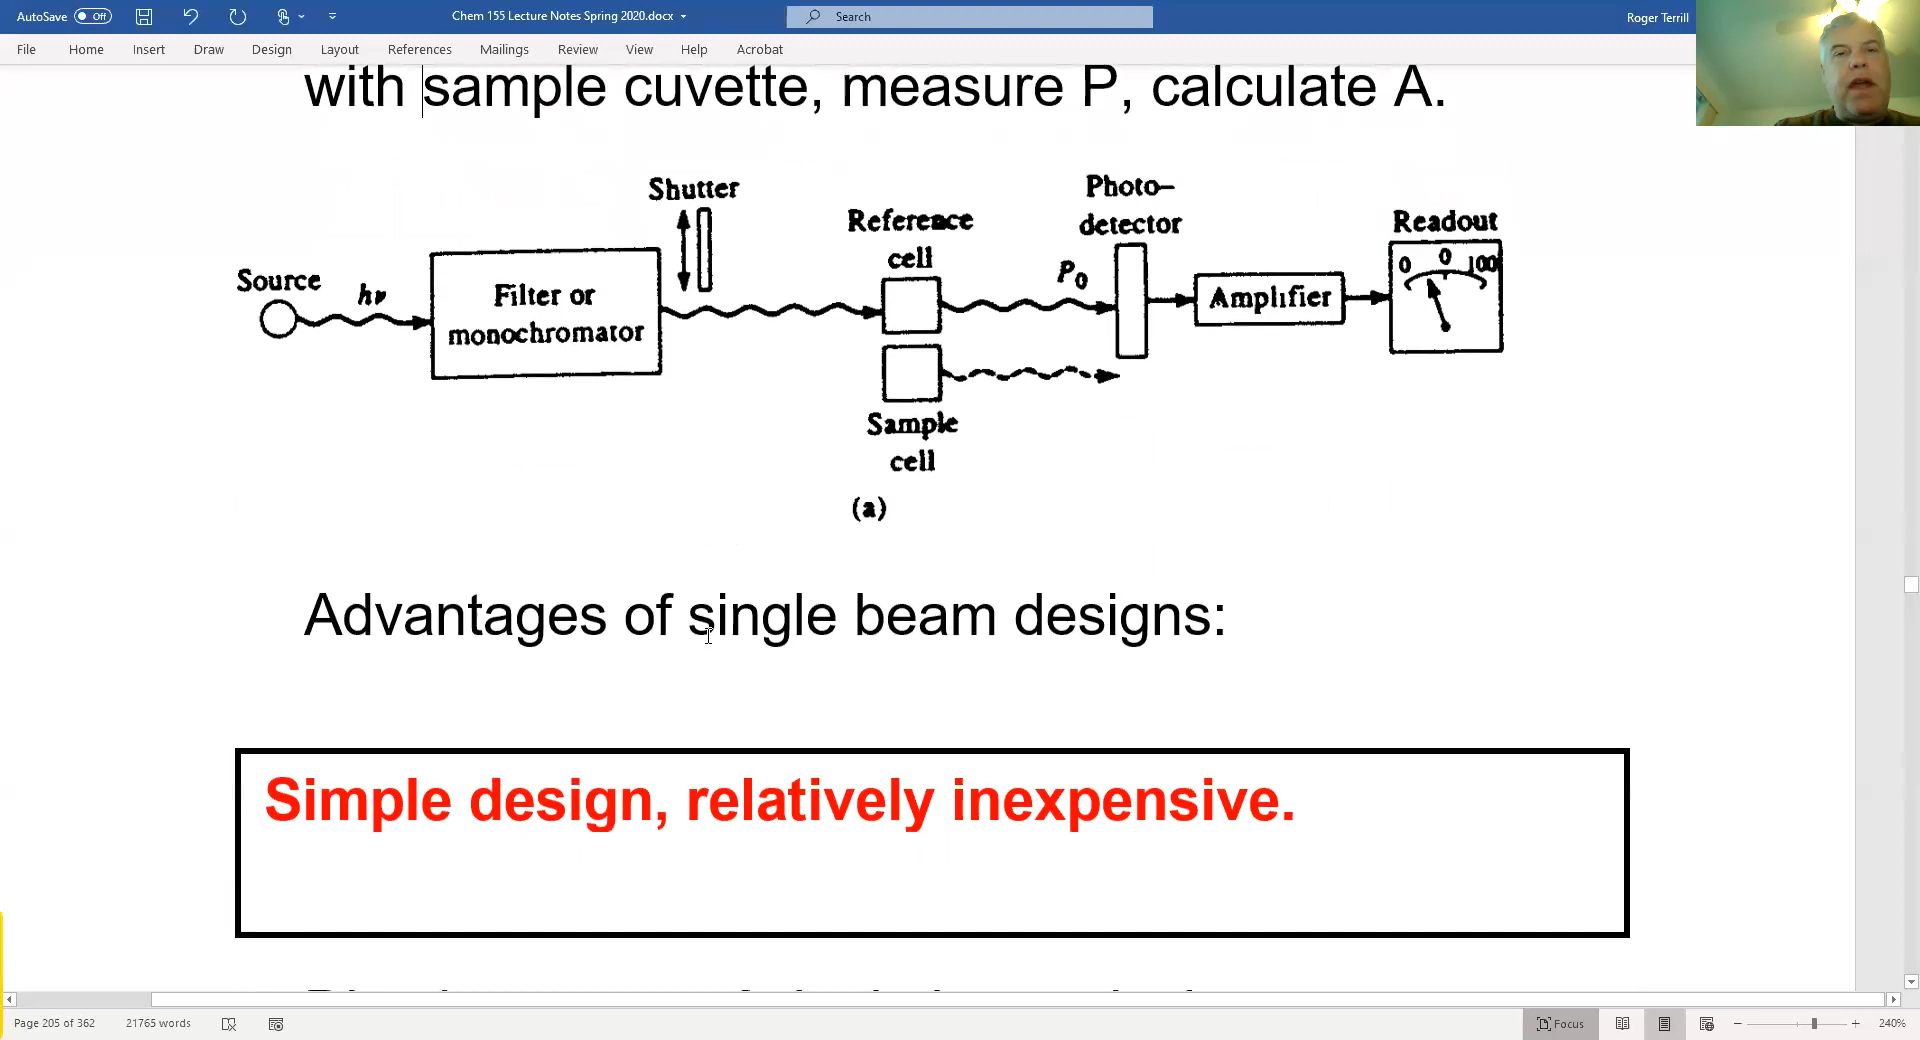 AutoSave Off Chem 155 Lecture Notes Spring 2020.docx Search Roger Terrill
File Home Insert Draw Design Layout References Mailings Review View Help Acrobat
with sample cuvette, measure P, calculate A.
Shutter
Photo-
detector
Reference
cell
Readout
Source
hν
Filter or
monochromator
P0
Amplifier
0 0 100
Sample
cell
(a)
Advantages of single beam designs:
Simple design, relatively inexpensive.
Page 205 of 362 21765 words Focus 240%